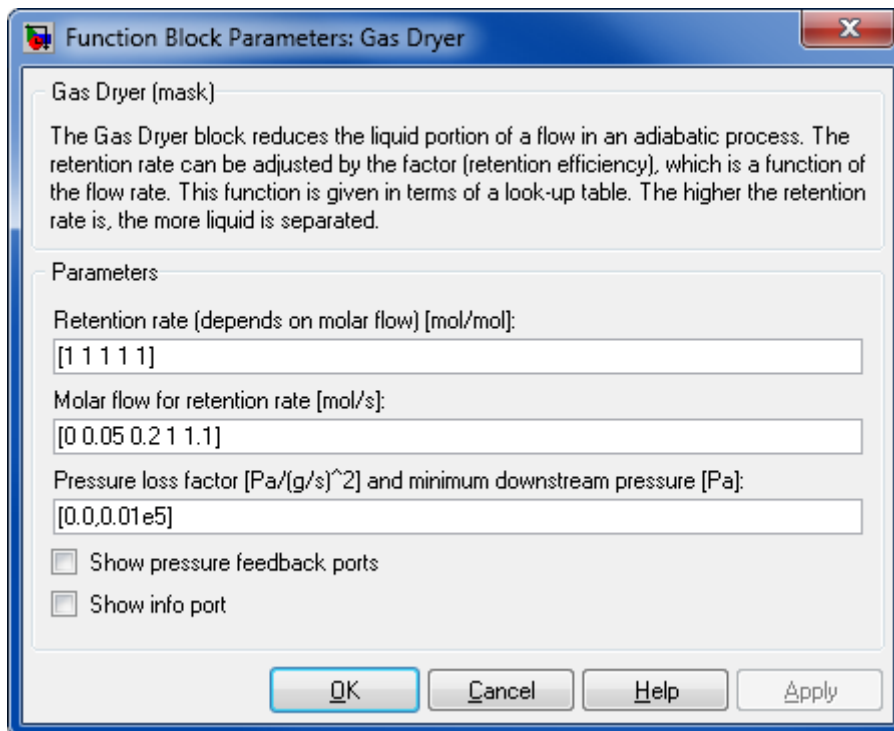 Function Block Parameters: Gas Dryer
Gas Dryer (mask)
The Gas Dryer block reduces the liquid portion of a flow in an adiabatic process. The
retention rate can be adjusted by the factor (retention efficiency), which is a function of
the flow rate. This function is given in terms of a look-up table. The higher the retention
rate is, the more liquid is separated.
Parameters
Retention rate (depends on molar flow) [mol/mol]:
[1 1 1 1 1]
Molar flow for retention rate [mol/s]:
[0 0.05 0.2 1 1.1]
Pressure loss factor [Pa/(g/s)^2] and minimum downstream pressure [Pa]:
[0.0,0.01e5]
Show pressure feedback ports
Show info port
OK Cancel Help Apply